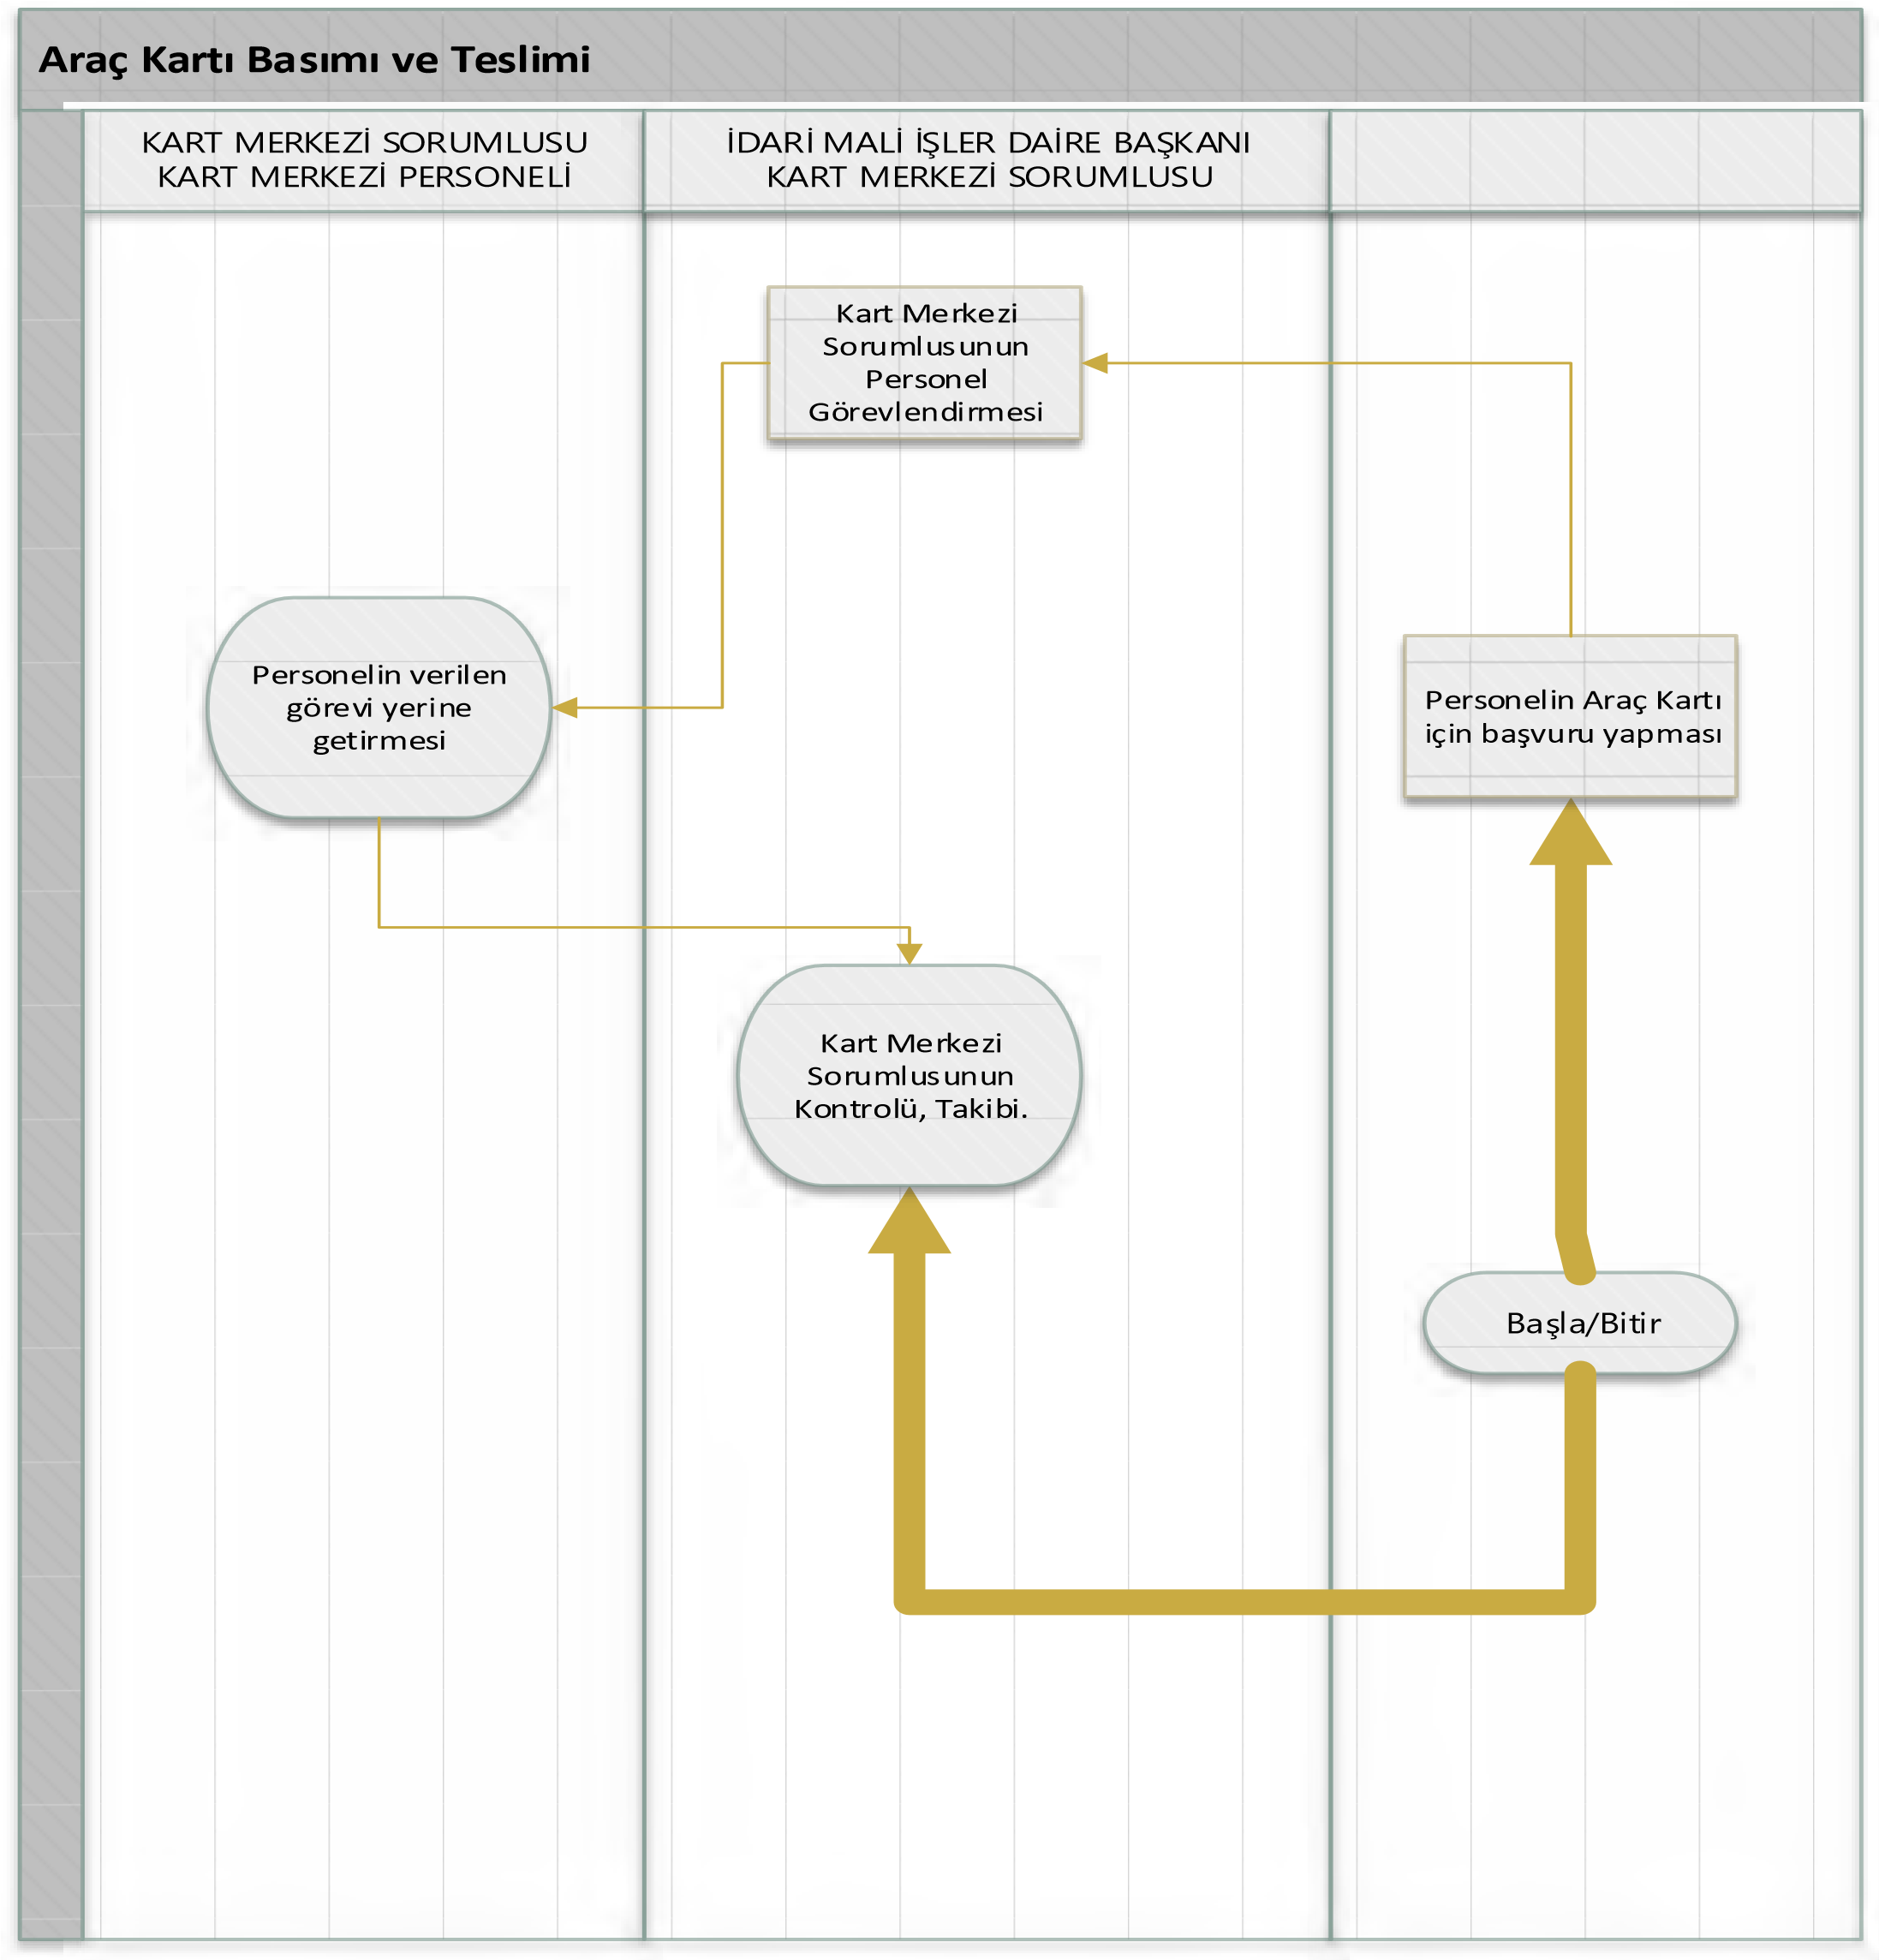 Araç Kartı Basımı ve Teslimi
KART MERKEZİ SORUMLUSU
KART MERKEZİ PERSONELİ
İDARİ MALİ İŞLER DAİRE BAŞKANI
KART MERKEZİ SORUMLUSU
Kart Merkezi
Sorumlusunun
Personel
Görevlendirmesi
Personelin verilen
görevi yerine
getirmesi
Personelin Araç Kartı
için başvuru yapması
Kart Merkezi
Sorumlusunun
Kontrolü, Takibi.
Başla/Bitir